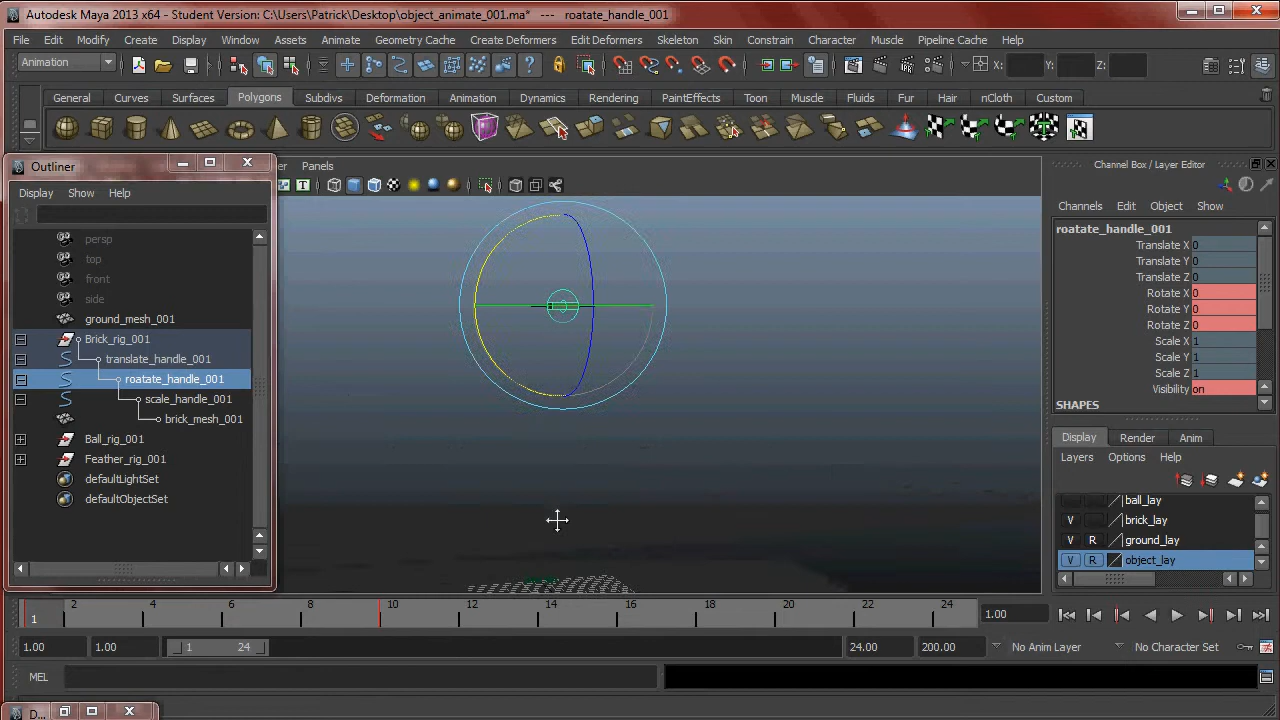 Autodesk Maya 2013 x64 - Student Version: C:\Users\Patrick\Desktop\object_animate_001.ma* --- roatate_handle_001
File Edit Modify Create Display Window Assets Animate Geometry Cache Create Deformers Edit Deformers Skeleton Skin Constrain Character Muscle Pipeline Cache Help
Animation X: Y: Z:
General Curves Surfaces Polygons Subdivs Deformation Animation Dynamics Rendering PaintEffects Toon Muscle Fluids Fur Hair nCloth Custom
Outliner
er Panels
Channel Box / Layer Editor
Display Show Help
Channels Edit Object Show
persp
top
front
side
ground_mesh_001
Brick_rig_001
translate_handle_001
roatate_handle_001
scale_handle_001
brick_mesh_001
Ball_rig_001
Feather_rig_001
defaultLightSet
defaultObjectSet
roatate_handle_001
Translate X 0
Translate Y 0
Translate Z 0
Rotate X 0
Rotate Y 0
Rotate Z 0
Scale X 1
Scale Y 1
Scale Z 1
Visibility on
SHAPES
Display Render Anim
Layers Options Help
ball_lay
V brick_lay
V R ground_lay
V R object_lay
1 2 4 6 8 10 12 14 16 18 20 22 24 1.00
1.00 1.00 1 24 24.00 200.00 No Anim Layer No Character Set
MEL
D...